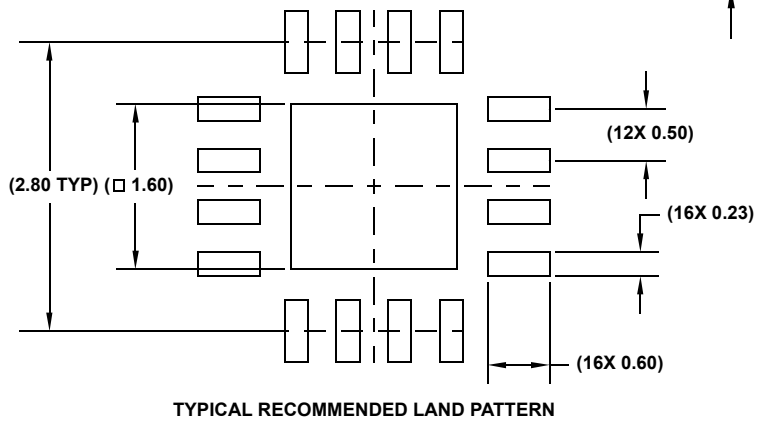 (12X 0.50)
(2.80 TYP) (□ 1.60)
(16X 0.23)
(16X 0.60)
TYPICAL RECOMMENDED LAND PATTERN